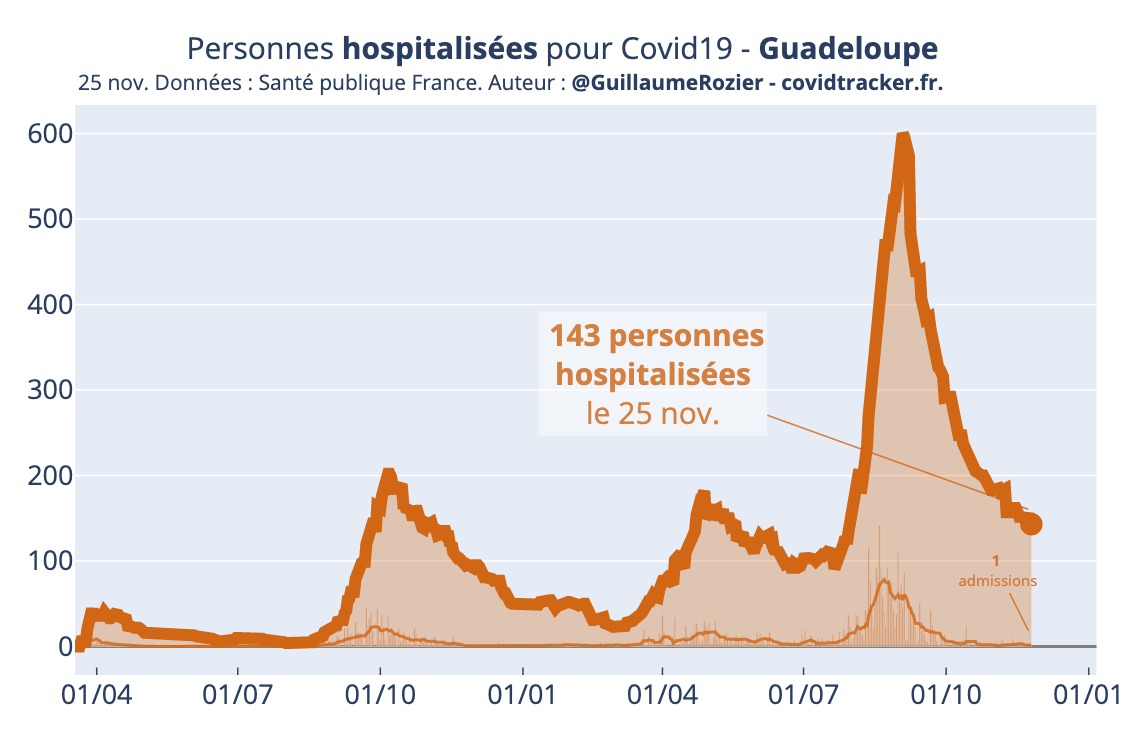 Personnes hospitalisées pour Covid19 - Guadeloupe
25 nov. Données : Santé publique France. Auteur : @GuillaumeRozier - covidtracker.fr.
600
500
400
143 personnes
hospitalisées
le 25 nov.
300
200
100
1
admissions
0
01/04 01/07 01/10 01/01 01/04 01/07 01/10 01/01